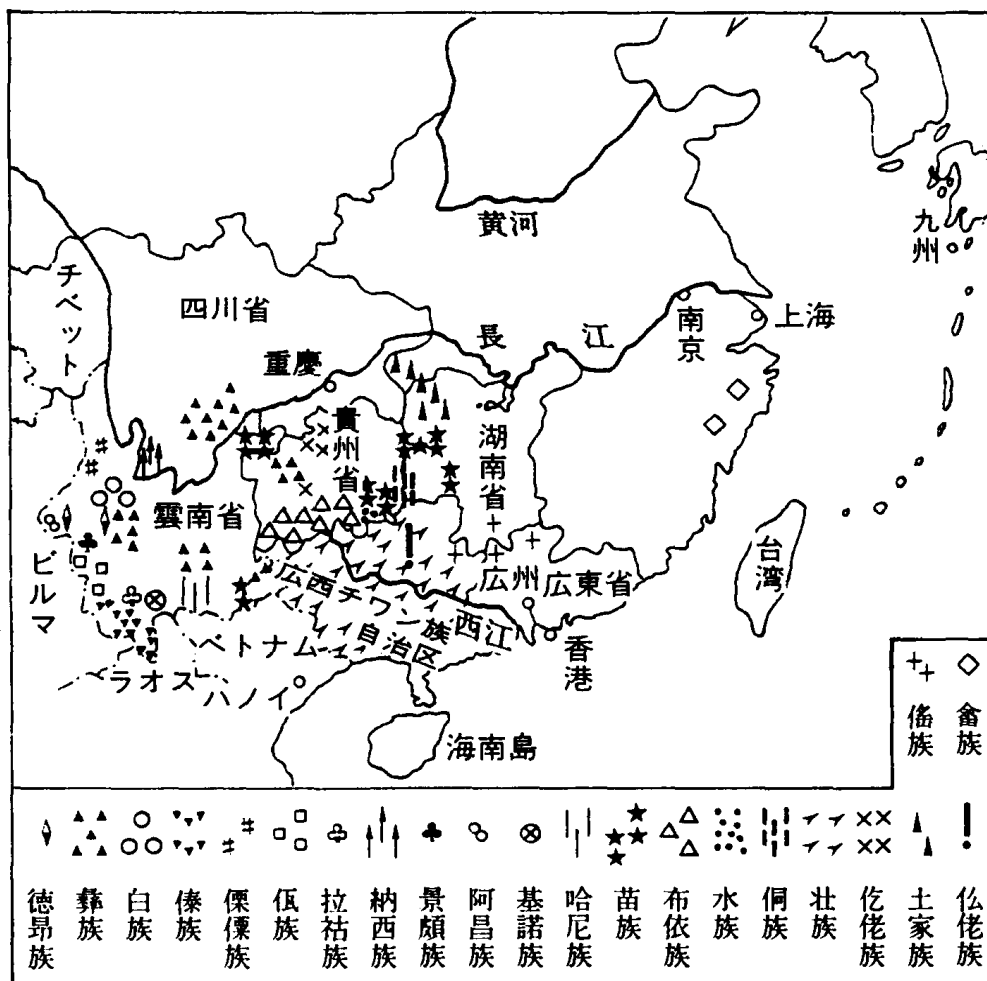 黄河
九州
チベット
四川省
長江
南京
上海
重慶
貴州省
湖南省
雲南省
ビルマ
広州
広東省
台湾
広西チワン族
自治区
西江
香港
ベトナム
ラオス
ハノイ
海南島
畲族
傜族
徳昂族
彝族
白族
傣族
傈僳族
佤族
拉祜族
納西族
景頗族
阿昌族
基諾族
哈尼族
苗族
布依族
水族
侗族
壮族
仡佬族
土家族
仫佬族